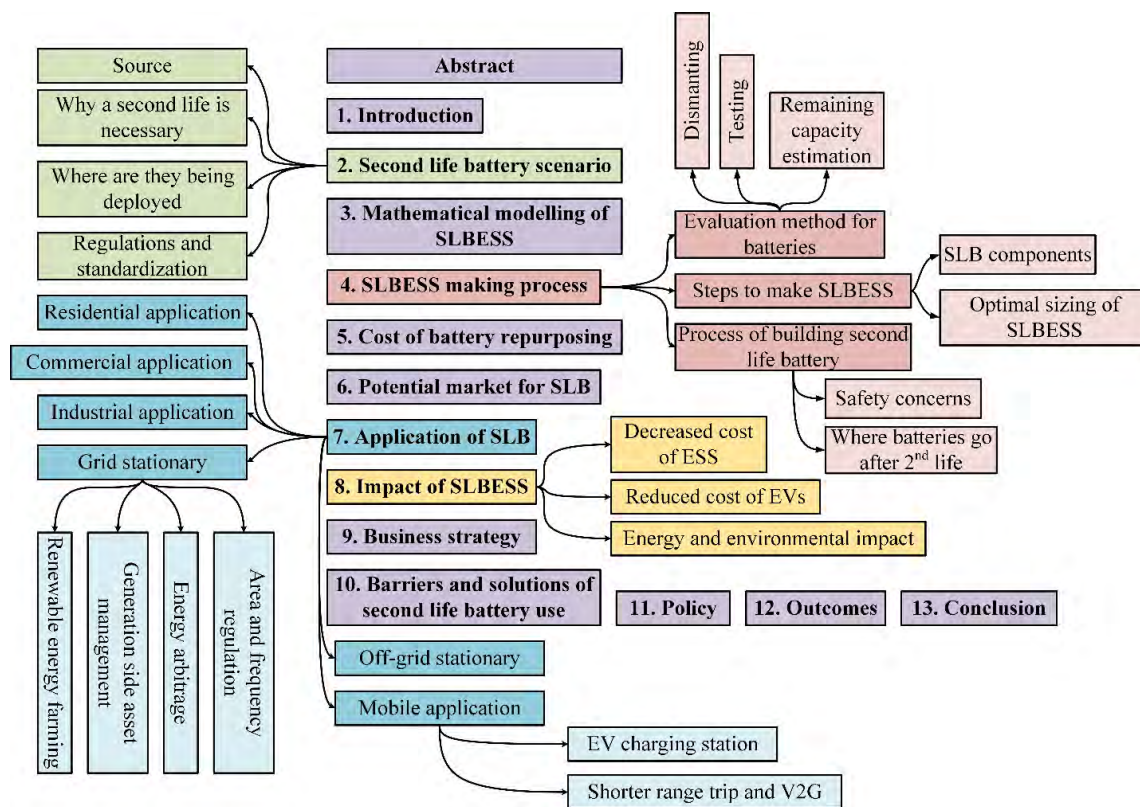 Source
Why a second life is
necessary
Where are they being
deployed
Regulations and
standardization
Residential application
Commercial application
Industrial application
Grid stationary
Renewable energy farming
Generation side asset
management
Energy arbitrage
Area and frequency
regulation
Abstract
1. Introduction
2. Second life battery scenario
3. Mathematical modelling of
SLBESS
4. SLBESS making process
5. Cost of battery repurposing
6. Potential market for SLB
7. Application of SLB
8. Impact of SLBESS
9. Business strategy
10. Barriers and solutions of
second life battery use
11. Policy
12. Outcomes
13. Conclusion
Off-grid stationary
Mobile application
EV charging station
Shorter range trip and V2G
Dismanting
Testing
Remaining
capacity
estimation
Evaluation method for
batteries
Steps to make SLBESS
Process of building second
life battery
SLB components
Optimal sizing of
SLBESS
Safety concerns
Where batteries go
after 2nd life
Decreased cost
of ESS
Reduced cost of EVs
Energy and environmental impact